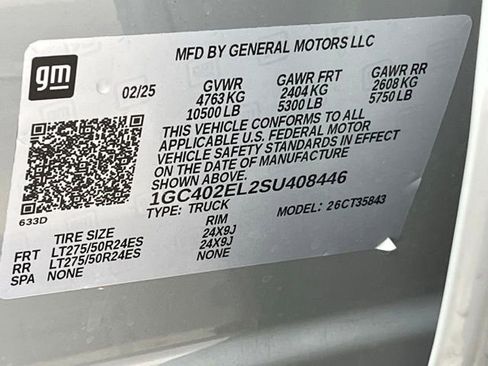 MFD BY GENERAL MOTORS LLC
gm
02/25 GVWR GAWR FRT GAWR RR
4763 KG 2404 KG 2608 KG
10500 LB 5300 LB 5750 LB
THIS VEHICLE CONFORMS TO ALL
APPLICABLE U.S. FEDERAL MOTOR
VEHICLE SAFETY STANDARDS IN EFFECT
ON THE DATE OF MANUFACTURE
SHOWN ABOVE.
1GC402EL2SU408446
TYPE: TRUCK MODEL: 26CT35843
633D
TIRE SIZE RIM
FRT LT275/50R24ES 24X9J
RR LT275/50R24ES 24X9J
SPA NONE NONE